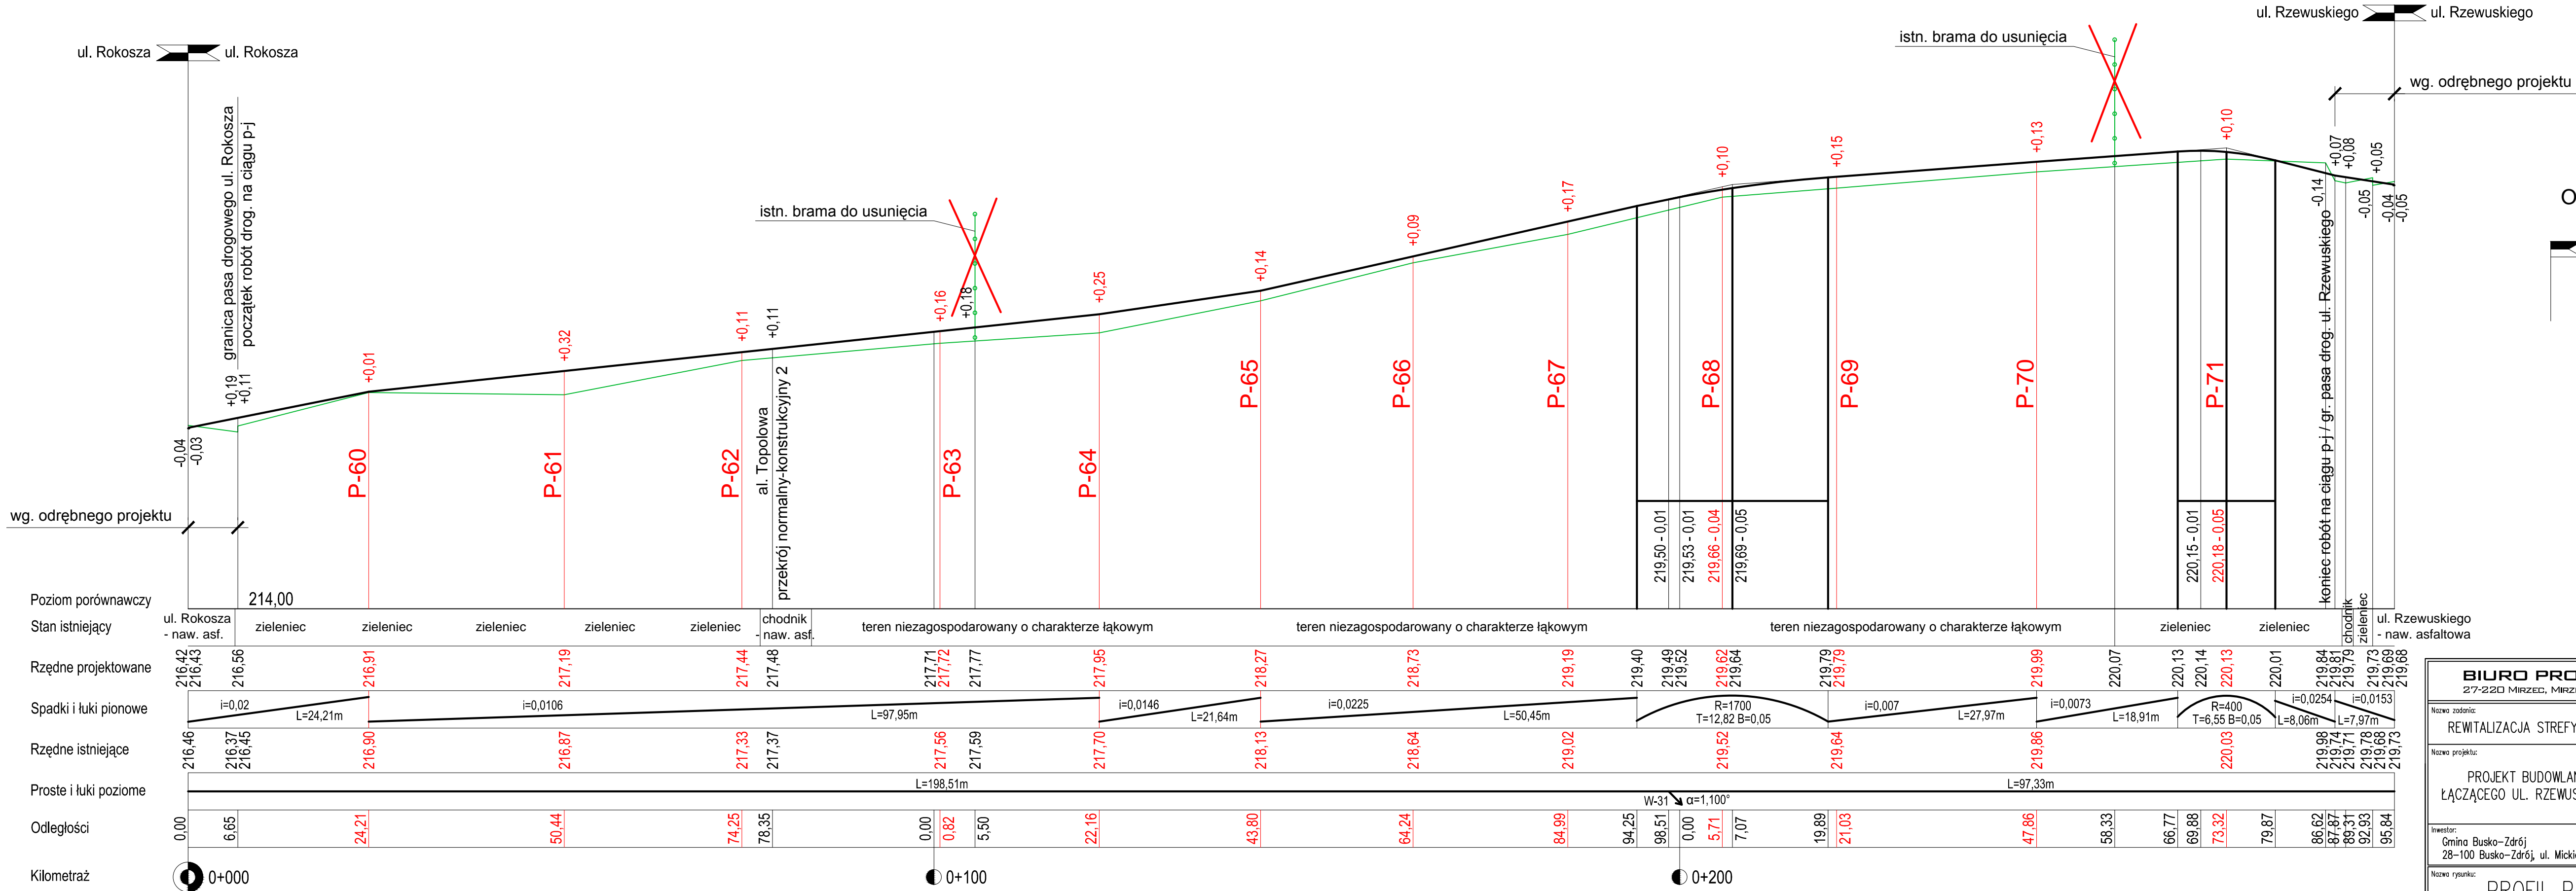 ul. Rokosza
ul. Rokosza
ul. Rzewuskiego
ul. Rzewuskiego
wg. odrębnego projektu
istn. brama do usunięcia
istn. brama do usunięcia
granica pasa drogowego ul. Rokosza
początek robót drog. na ciągu p-j
-0,04
-0,03
+0,19
+0,11
+0,01
+0,32
+0,11
+0,11
+0,16
+0,18
+0,25
+0,14
+0,09
+0,17
+0,10
+0,15
+0,13
+0,10
-0,14
+0,07
+0,08
-0,05
+0,05
-0,04
-0,05
P-60
P-61
P-62
P-63
P-64
P-65
P-66
P-67
P-68
P-69
P-70
P-71
al. Topolowa
przekrój normalny-konstrukcyjny 2
koniec robót na ciągu p-j / gr. pasa drog. ul. Rzewuskiego
wg. odrębnego projektu
219,50 - 0,01
219,53 - 0,01
219,66 - 0,04
219,69 - 0,05
220,15 - 0,01
220,18 - 0,05
O
Poziom porównawczy 214,00
Stan istniejący
ul. Rokosza
- naw. asf.
zieleniec
zieleniec
zieleniec
zieleniec
zieleniec
chodnik
- naw. asf.
teren niezagospodarowany o charakterze łąkowym
teren niezagospodarowany o charakterze łąkowym
teren niezagospodarowany o charakterze łąkowym
zieleniec
zieleniec
chodnik
zieleniec
ul. Rzewuskiego
- naw. asfaltowa
Rzędne projektowane
216,42 216,43 216,56 216,91 217,19 217,44 217,48 217,71 217,72 217,77 217,95 218,27 218,73 219,19 219,40 219,49 219,52 219,62 219,64 219,79 219,79 219,99 220,07 220,13 220,14 220,13 220,01 219,84 219,81 219,79 219,73 219,69 219,68
Spadki i łuki pionowe
i=0,02 L=24,21m
i=0,0106 L=97,95m
i=0,0146 L=21,64m
i=0,0225 L=50,45m
R=1700
T=12,82 B=0,05
i=0,007 L=27,97m
i=0,0073 L=18,91m
R=400
T=6,55 B=0,05
i=0,0254 L=8,06m
i=0,0153 L=7,97m
Rzędne istniejące
216,46 216,37 216,45 216,90 216,87 217,33 217,37 217,56 217,59 217,70 218,13 218,64 219,02 219,52 219,64 219,86 220,03 219,98 219,74 219,71 219,78 219,68 219,73
Proste i łuki poziome
L=198,51m
W-31 α=1,100°
L=97,33m
Odległości
0,00 6,65 24,21 50,44 74,25 78,35 0,00 0,82 5,50 22,16 43,80 64,24 84,99 94,25 98,51 0,00 5,71 7,07 19,89 21,03 47,86 58,33 66,77 69,88 73,32 79,87 86,62 87,87 89,31 92,93 95,84
Kilometraż
0+000
0+100
0+200
BIURO PRO
27-220 MIRZEC, MIRZE
Nazwa zadania:
REWITALIZACJA STREFY
Nazwa projektu:
PROJEKT BUDOWLAN
ŁĄCZĄCEGO UL. RZEWUS
Inwestor:
Gmina Busko-Zdrój
28-100 Busko-Zdrój, ul. Micki
Nazwa rysunku: